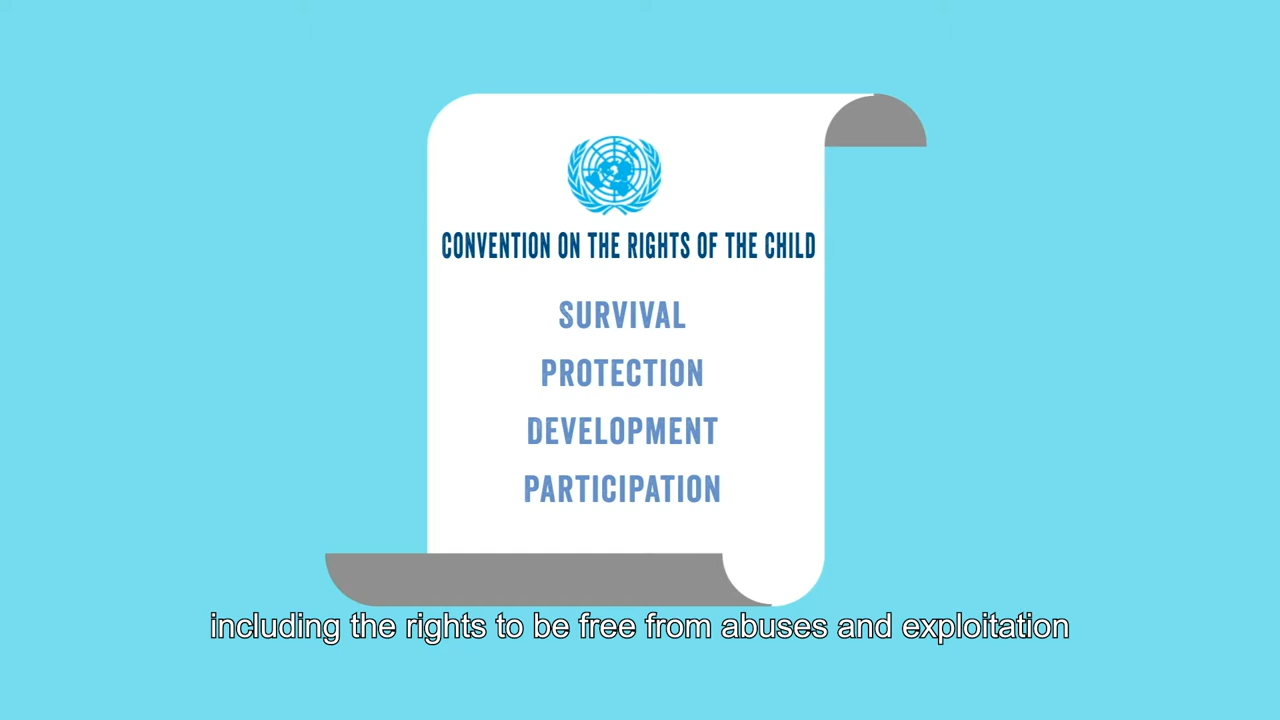 CONVENTION ON THE RIGHTS OF THE CHILD
SURVIVAL
PROTECTION
DEVELOPMENT
PARTICIPATION
including the rights to be free from abuses and exploitation